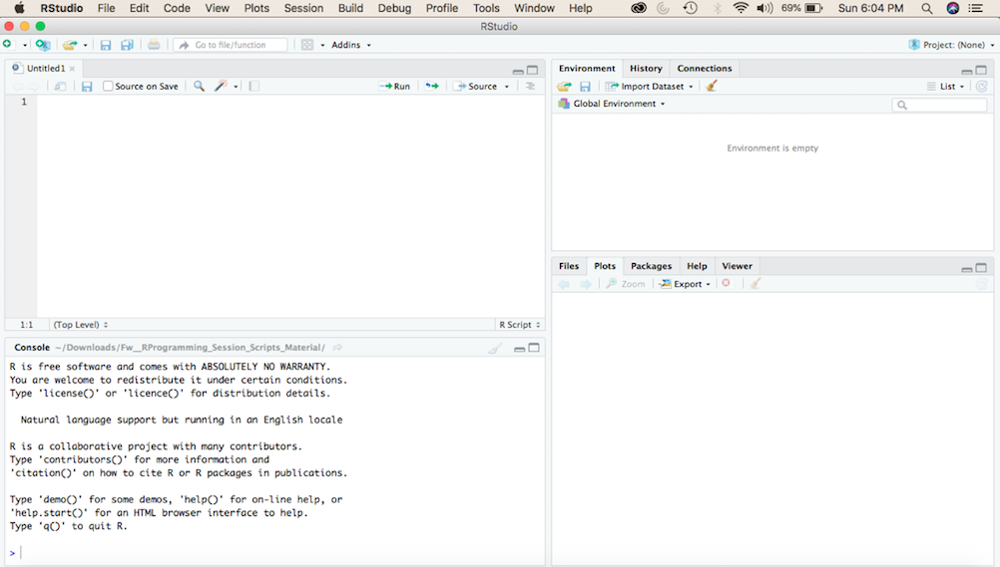 RStudio File Edit Code View Plots Session Build Debug Profile Tools Window Help 69% Sun 6:04 PM
RStudio
Go to file/function Addins Project: (None)
Untitled1
Source on Save Run Source
1
1:1 (Top Level) R Script
Console ~/Downloads/Fw__RProgramming_Session_Scripts_Material/
R is free software and comes with ABSOLUTELY NO WARRANTY.
You are welcome to redistribute it under certain conditions.
Type 'license()' or 'licence()' for distribution details.
Natural language support but running in an English locale
R is a collaborative project with many contributors.
Type 'contributors()' for more information and
'citation()' on how to cite R or R packages in publications.
Type 'demo()' for some demos, 'help()' for on-line help, or
'help.start()' for an HTML browser interface to help.
Type 'q()' to quit R.
>
Environment History Connections
Import Dataset List
Global Environment
Environment is empty
Files Plots Packages Help Viewer
Zoom Export